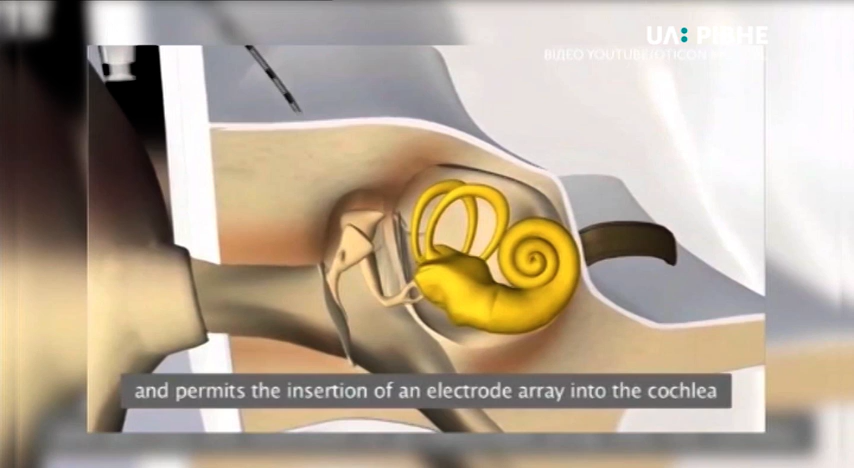 UA: РІВНЕ
ВІДЕО YOUTUBE/OTICON
and permits the insertion of an electrode array into the cochlea